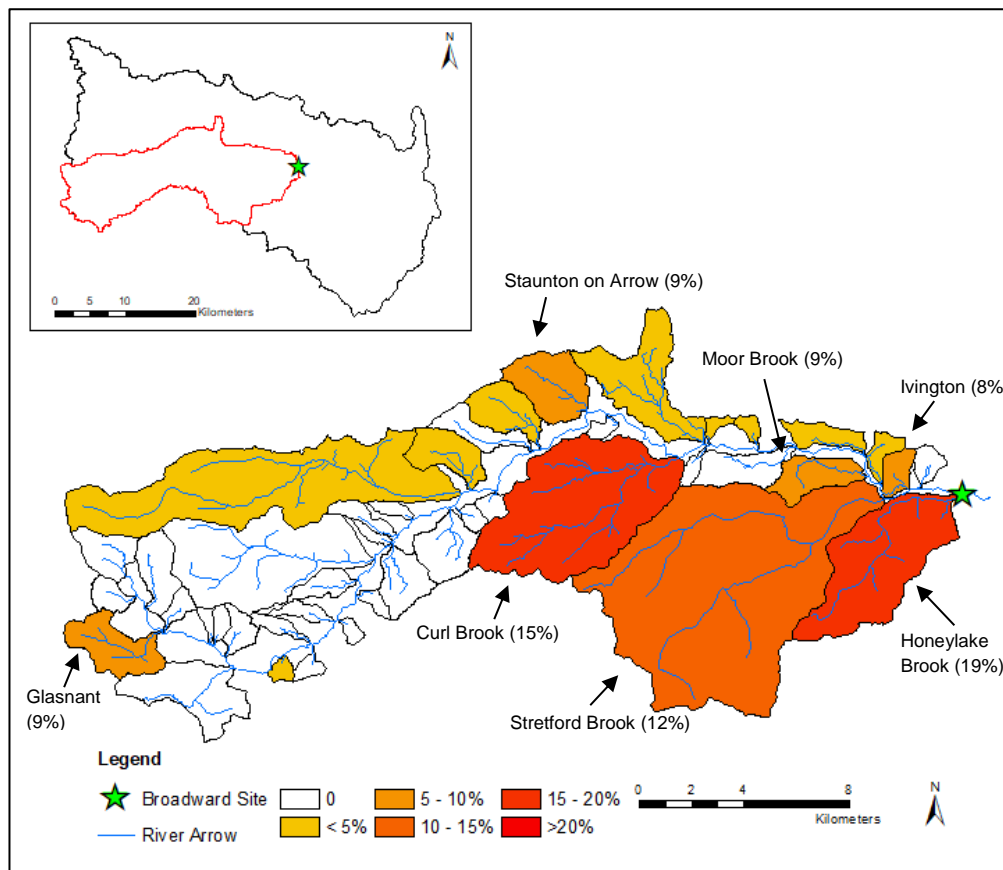 N
0 5 10 20
Kilometers
Staunton on Arrow (9%)
Moor Brook (9%)
Ivington (8%
Curl Brook (15%)
Honeylake
Brook (19%)
Glasnant
(9%)
Stretford Brook (12%)
Legend
Broadward Site
River Arrow
0
< 5%
5 - 10%
10 - 15%
15 - 20%
>20%
0 2 4 8
Kilometers
N